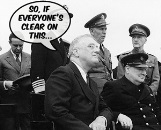 SO, IF
EVERYONE'S
CLEAR ON
THIS...